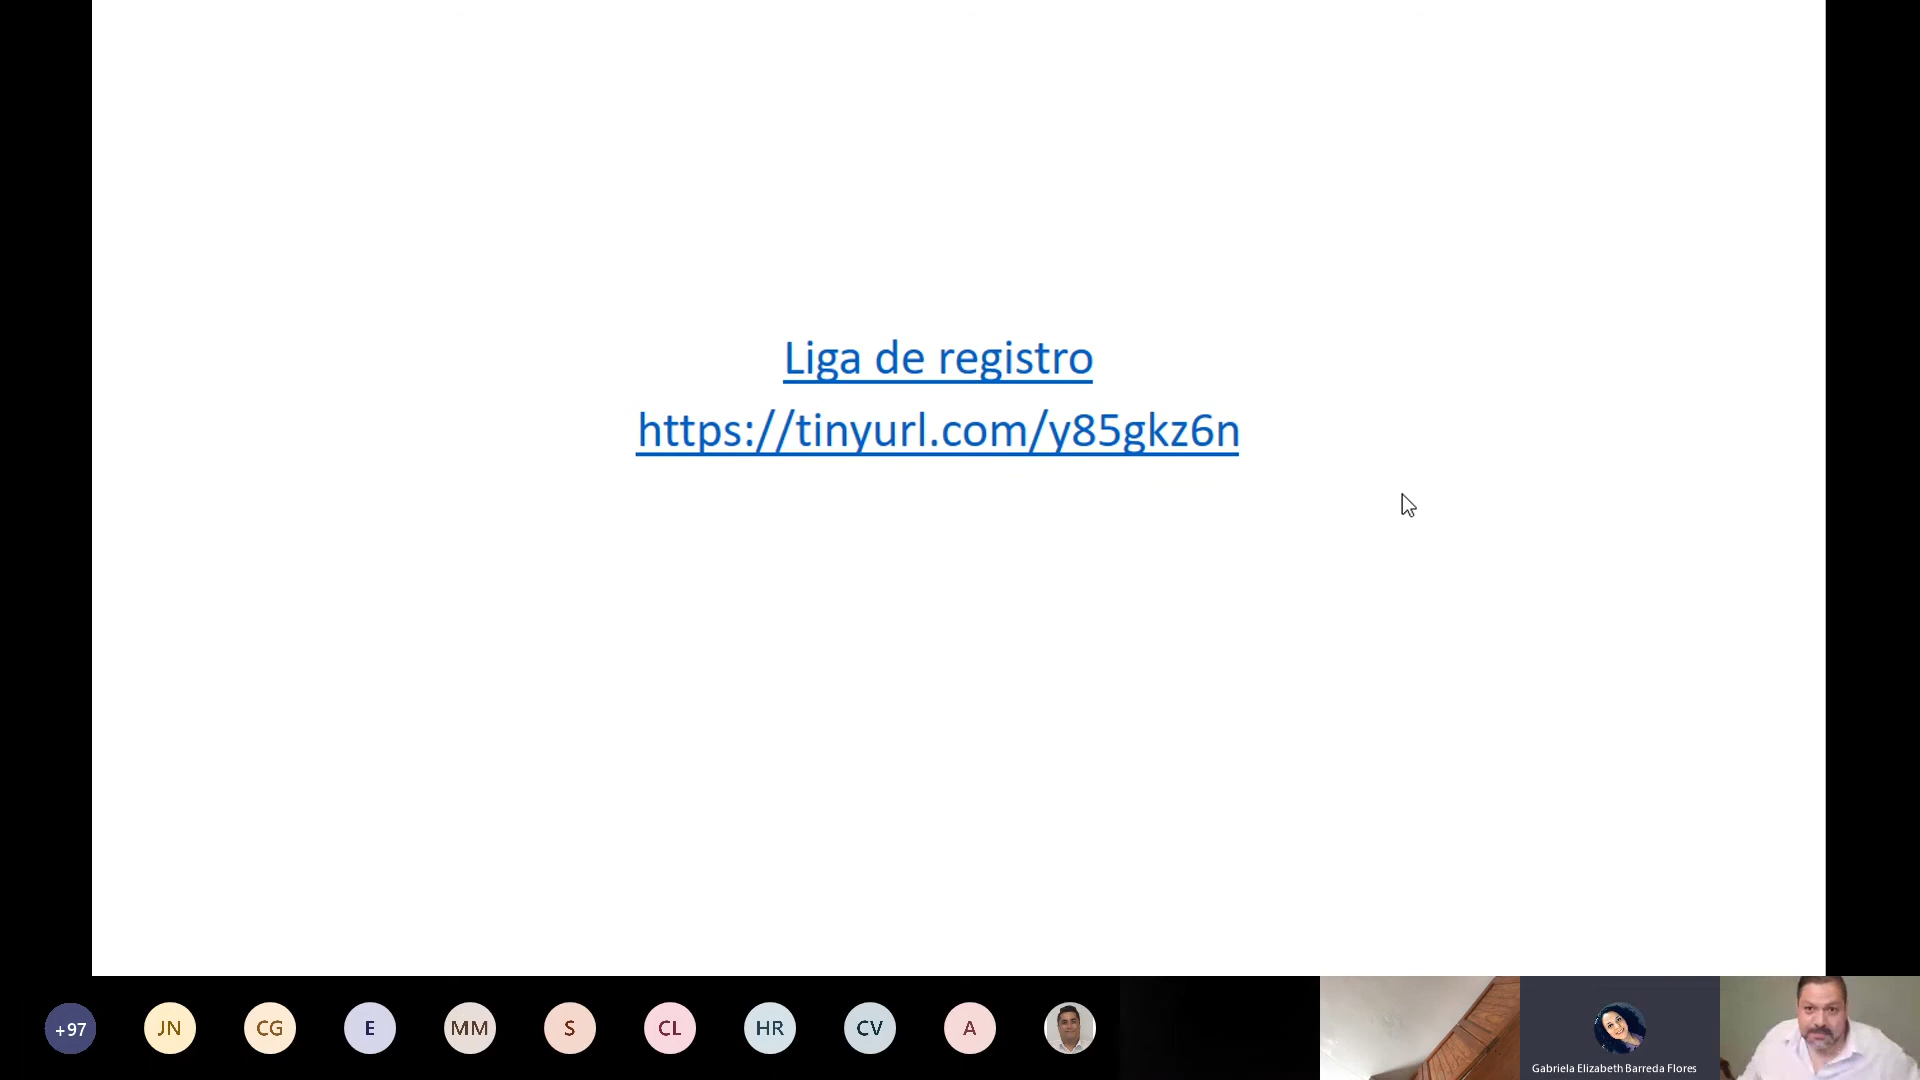 Liga de registro
https://tinyurl.com/y85gkz6n
+97
JN
CG
E
MM
S
CL
HR
CV
A
Gabriela Elizabeth Barreda Flores